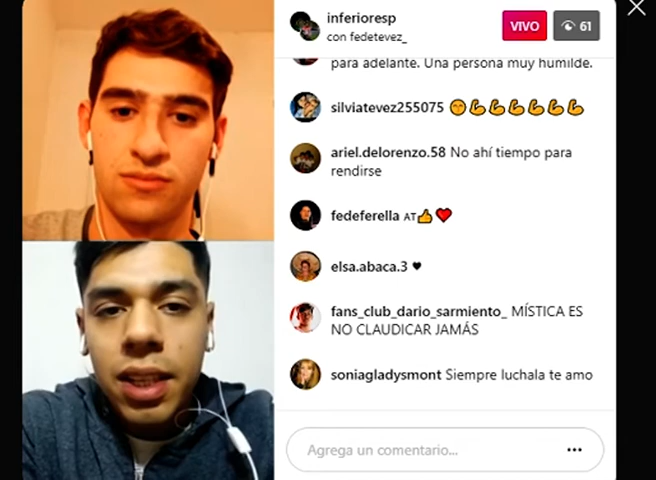 inferioresp
con fedetevez_
VIVO
61
para adelante. Una persona muy humilde.
silviatevez255075 😁💪💪💪💪💪💪
ariel.delorenzo.58 No ahí tiempo para
rendirse
fedeferella AT👍❤️
elsa.abaca.3 ♥
fans_club_dario_sarmiento_ MÍSTICA ES
NO CLAUDICAR JAMÁS
soniagladysmont Siempre luchala te amo
Agrega un comentario...